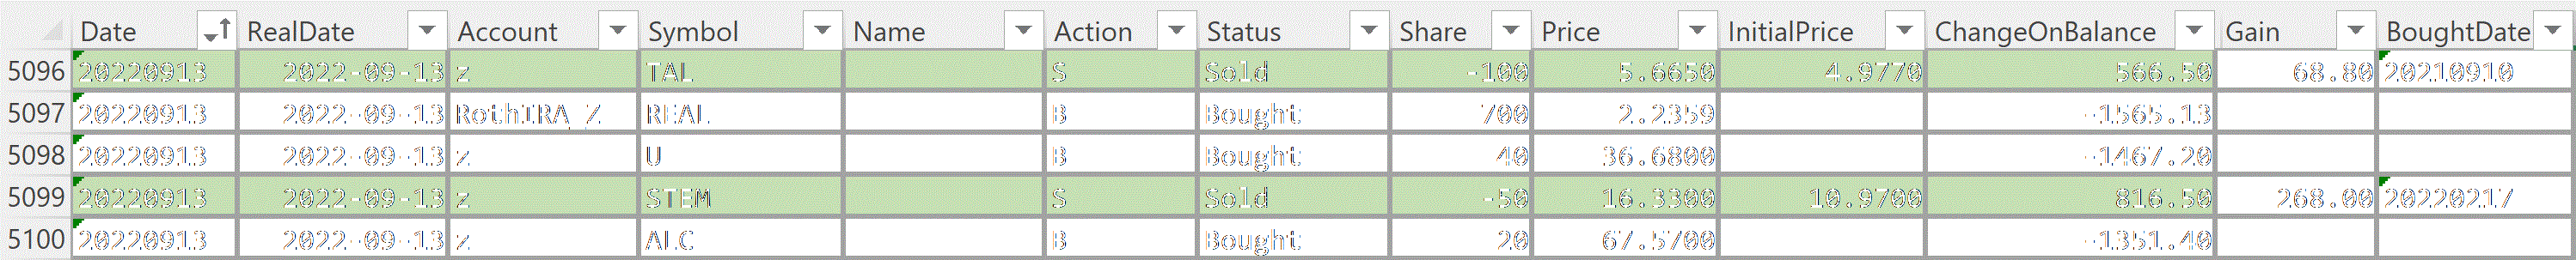 Date RealDate Account Symbol Name Action Status Share Price InitialPrice ChangeOnBalance Gain BoughtDate
5096 20220913 2022-09-13 z TAL S Sold -100 5.6650 4.9770 566.50 68.80 20210910
5097 20220913 2022-09-13 RothIRA_Z REAL B Bought 700 2.2359 -1565.13
5098 20220913 2022-09-13 z U B Bought 40 36.6800 -1467.20
5099 20220913 2022-09-13 z STEM S Sold -50 16.3300 10.9700 816.50 268.00 20220217
5100 20220913 2022-09-13 z ALC B Bought 20 67.5700 -1351.40